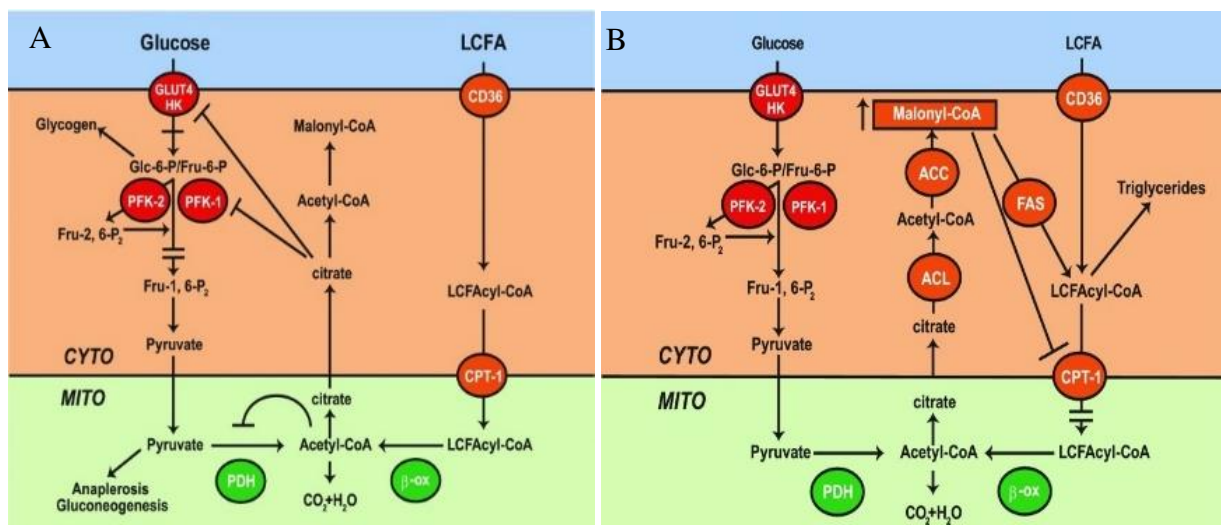 A
Glucose
LCFA
GLUT4
HK
CD36
Glycogen
Malonyl-CoA
Glc-6-P/Fru-6-P
PFK-2
PFK-1
Acetyl-CoA
Fru-2, 6-P₂
citrate
Fru-1, 6-P₂
LCFAcyl-CoA
Pyruvate
CYTO
CPT-1
MITO
citrate
Pyruvate
Acetyl-CoA
LCFAcyl-CoA
PDH
β-ox
Anaplerosis
Gluconeogenesis
CO₂+H₂O
B
Glucose
LCFA
GLUT4
HK
CD36
Malonyl-CoA
Glc-6-P/Fru-6-P
ACC
FAS
Triglycerides
PFK-2
PFK-1
Acetyl-CoA
Fru-2, 6-P₂
ACL
Fru-1, 6-P₂
LCFAcyl-CoA
citrate
Pyruvate
CYTO
CPT-1
MITO
citrate
Pyruvate
Acetyl-CoA
LCFAcyl-CoA
PDH
β-ox
CO₂+H₂O